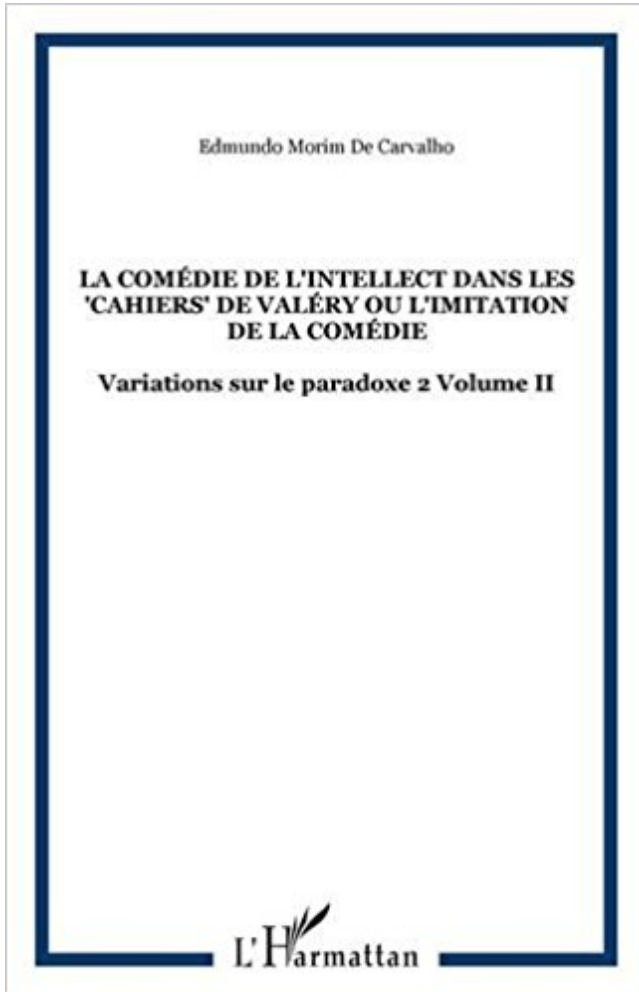 Edmundo Morim De Carvalho
LA COMÉDIE DE L'INTELLECT DANS LES
'CAHIERS' DE VALÉRY OU L'IMITATION
DE LA COMÉDIE
Variations sur le paradoxe 2 Volume II
L'Harmattan